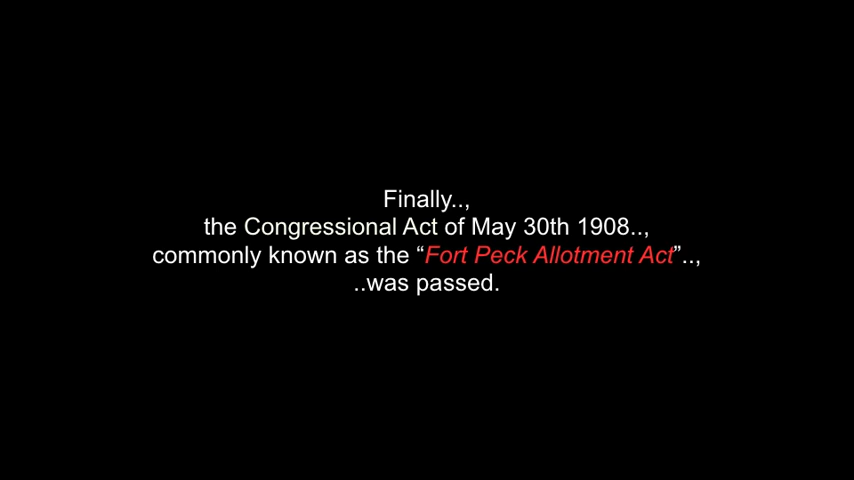 Finally..,
the Congressional Act of May 30th 1908..,
commonly known as the “Fort Peck Allotment Act”..,
..was passed.